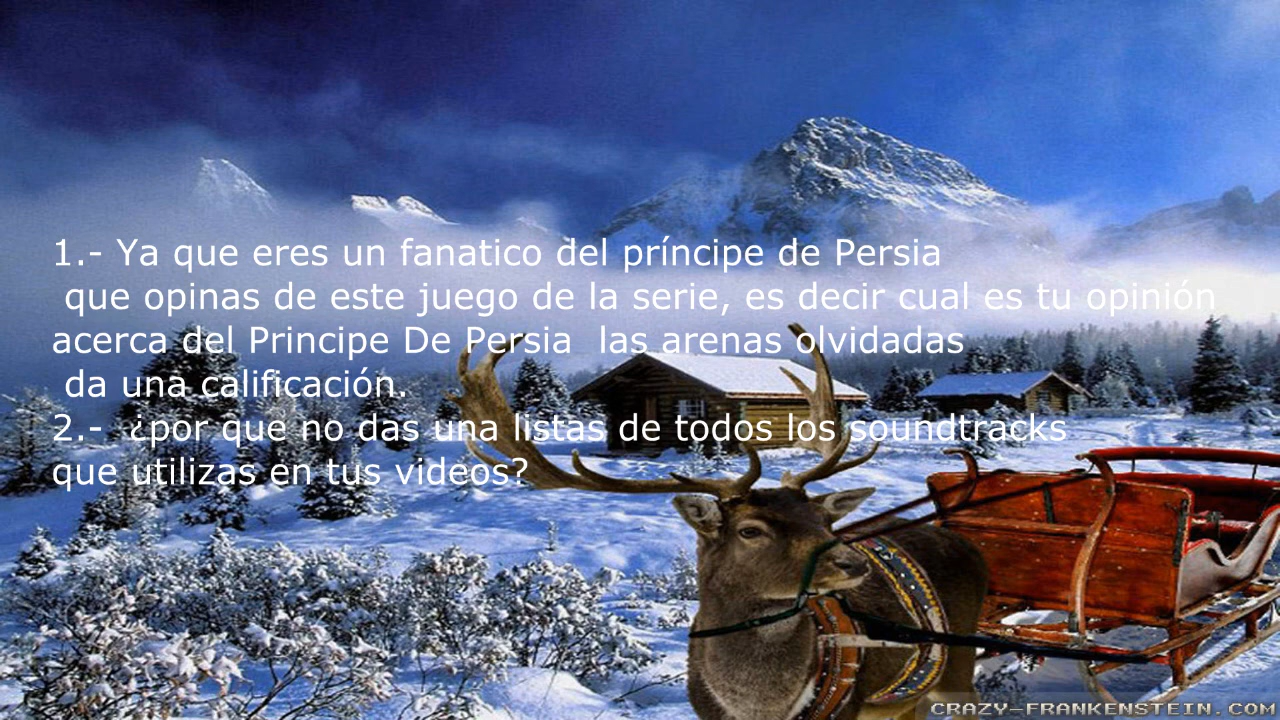 1.- Ya que eres un fanatico del príncipe de Persia
que opinas de este juego de la serie, es decir cual es tu opinión
acerca del Principe De Persia  las arenas olvidadas
da una calificación.
2.-  ¿por que no das una listas de todos los soundtracks
que utilizas en tus videos?
CRAZY-FRANKENSTEIN.COM